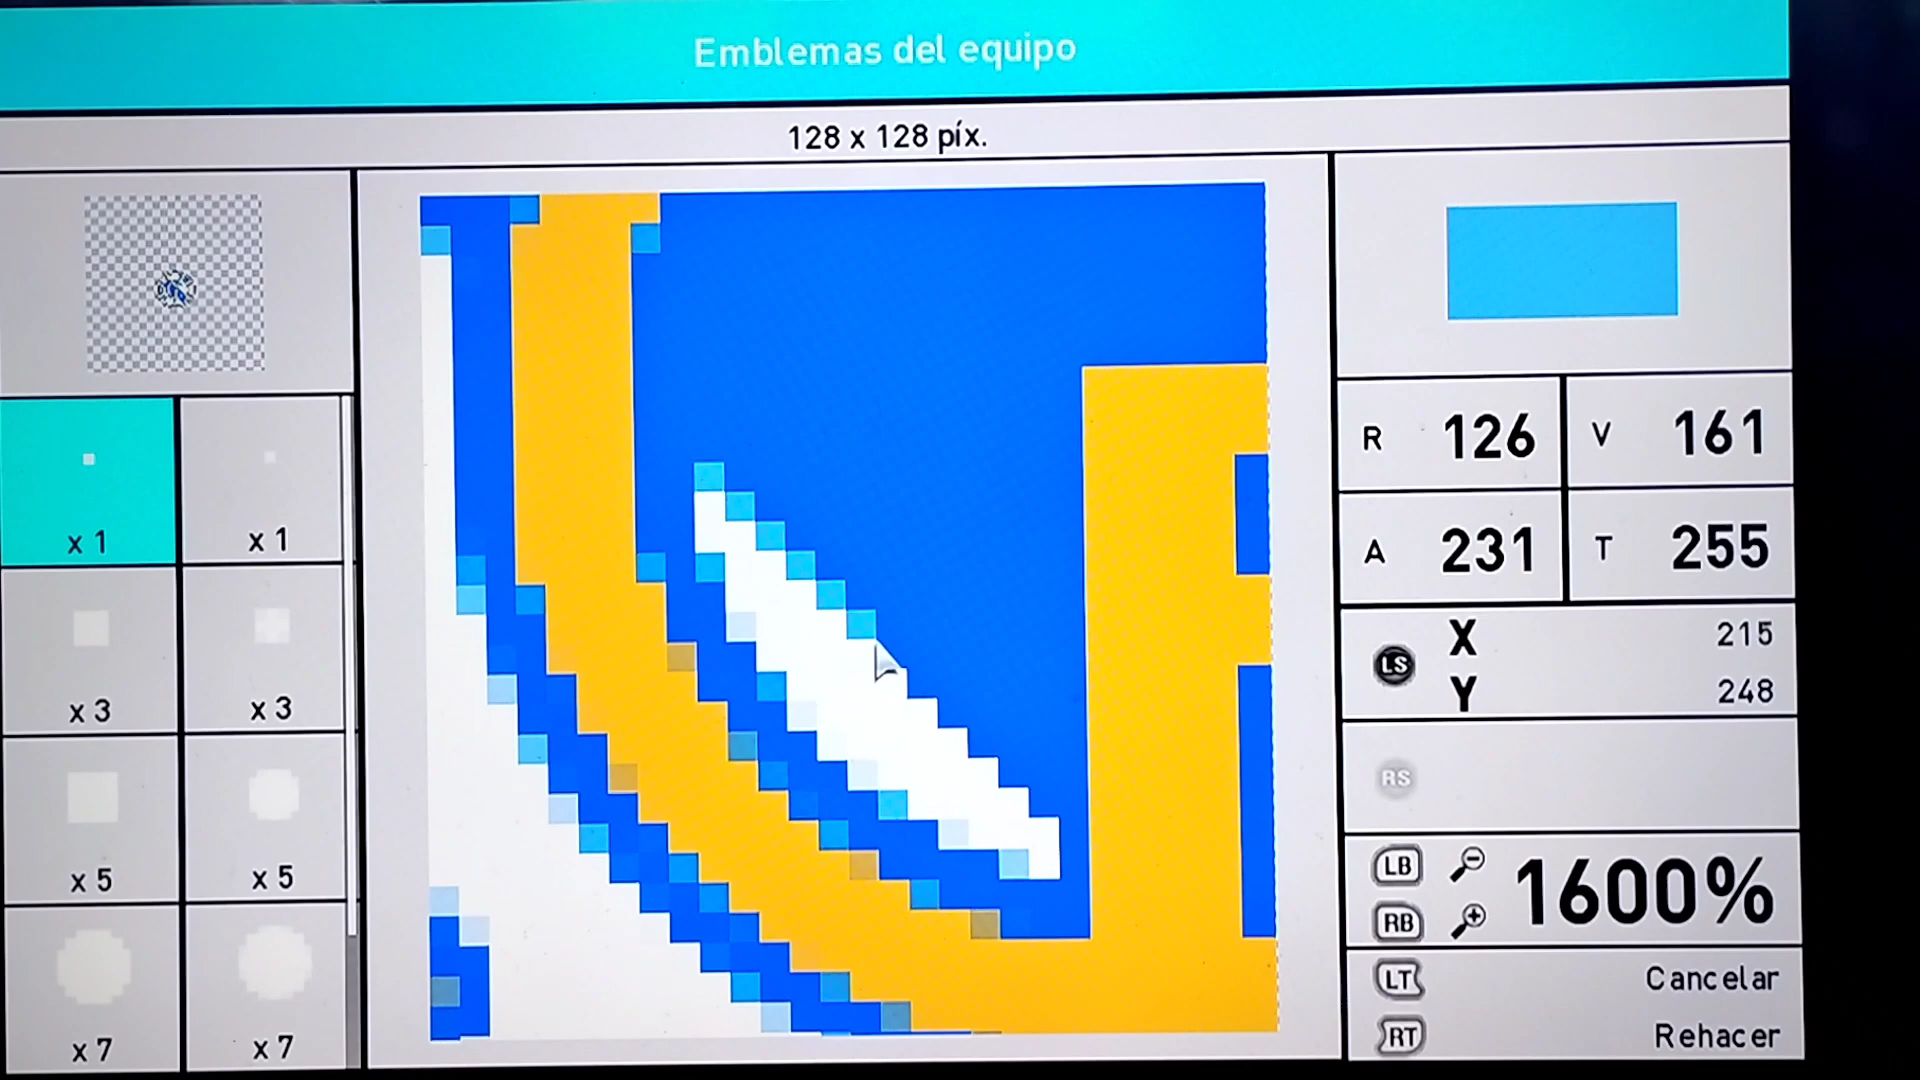 Emblemas del equipo
128 x 128 píx.
x 1
x 1
x 3
x 3
x 5
x 5
x 7
x 7
R 126
V 161
A 231
T 255
LS X 215
Y 248
RS
LB 1600%
RB
LT Cancelar
RT Rehacer